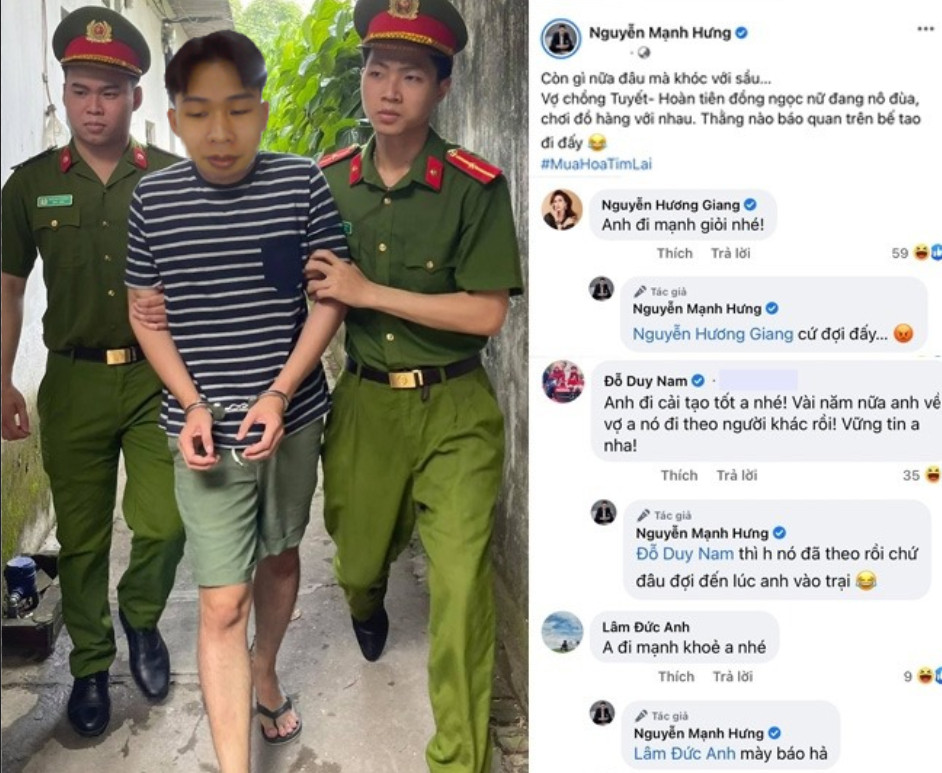 Nguyễn Mạnh Hưng
Còn gì nữa đâu mà khóc với sầu...
Vợ chồng Tuyết- Hoàn tiên đồng ngọc nữ đang nô đùa,
chơi đồ hàng với nhau. Thằng nào báo quan trên bế tao
đi đấy 😂
#MuaHoaTimLai
Nguyễn Hương Giang
Anh đi mạnh giỏi nhé!
Thích Trả lời 59
Tác giả
Nguyễn Mạnh Hưng
Nguyễn Hương Giang cứ đợi đấy... 😡
Đỗ Duy Nam ·
Anh đi cải tạo tốt a nhé! Vài năm nữa anh về
vợ a nó đi theo người khác rồi! Vững tin a
nha!
Thích Trả lời 35
Tác giả
Nguyễn Mạnh Hưng
Đỗ Duy Nam thì h nó đã theo rồi chứ
đâu đợi đến lúc anh vào trại 😂
Lâm Đức Anh
A đi mạnh khoẻ a nhé
Thích Trả lời 9
Tác giả
Nguyễn Mạnh Hưng
Lâm Đức Anh mày báo hả